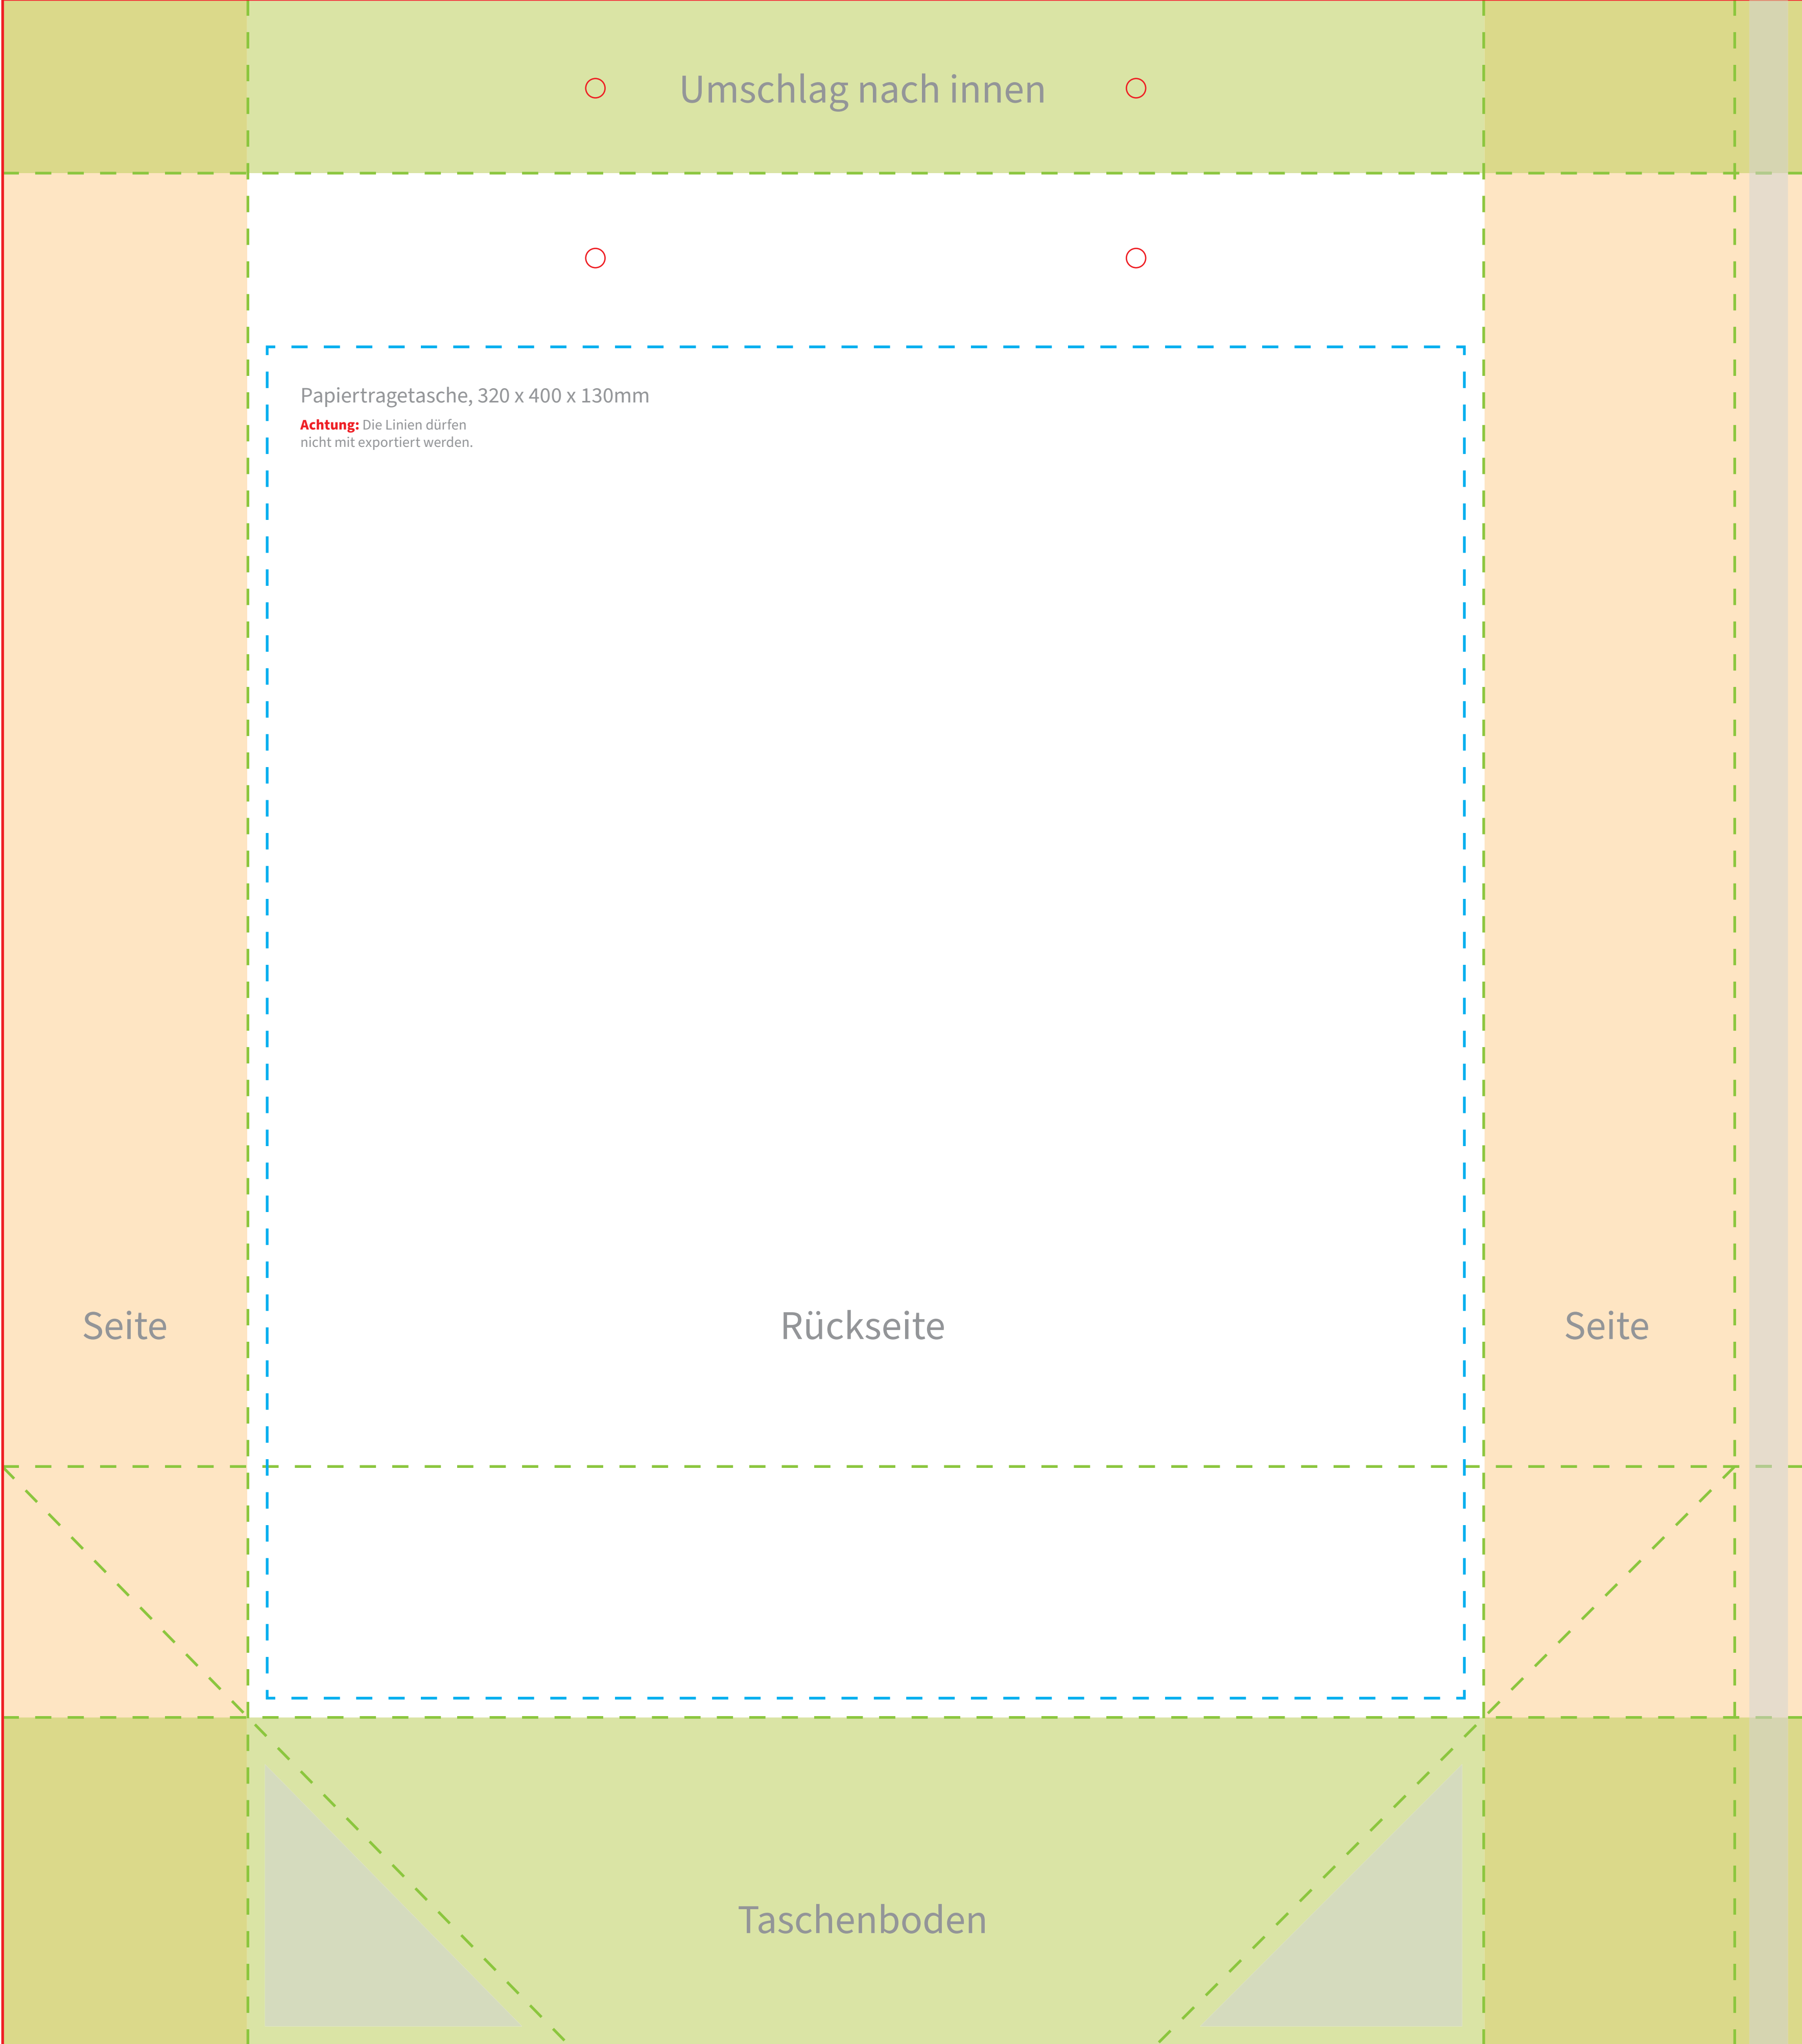 Umschlag nach innen
Papiertragetasche, 320 x 400 x 130mm
Achtung: Die Linien dürfen
nicht mit exportiert werden.
Seite
Rückseite
Seite
Taschenboden